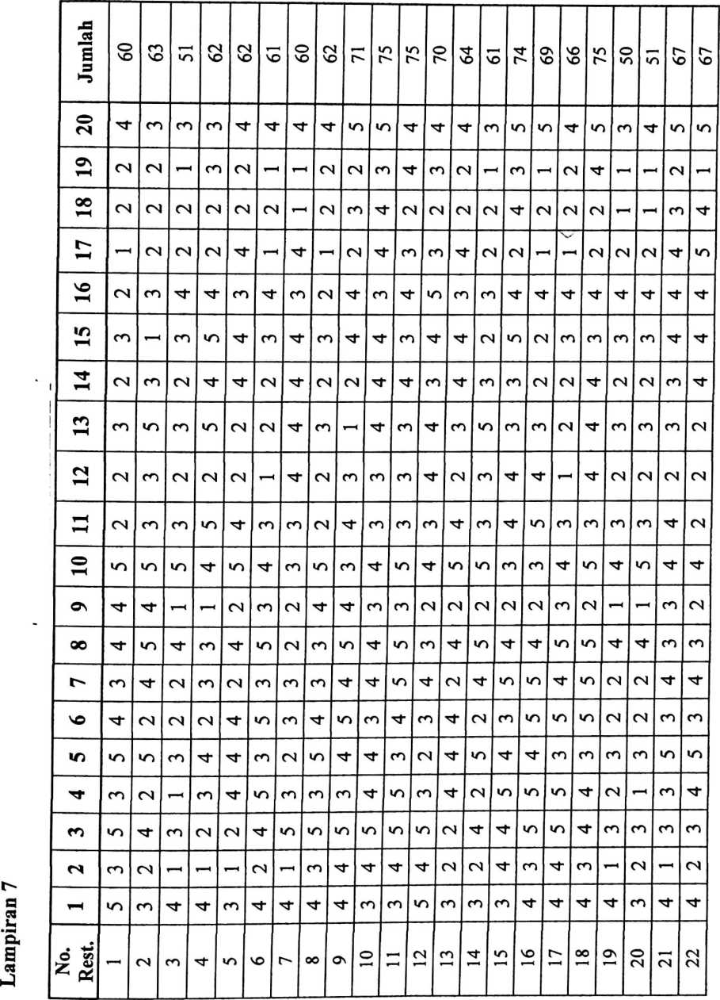 Lampiran 7
No. Rest. 1 2 3 4 5 6 7 8 9 10 11 12 13 14 15 16 17 18 19 20 Jumlah
1 5 3 5 3 5 4 3 4 4 5 2 2 3 2 3 2 1 2 2 4 60
2 3 2 4 2 5 2 4 5 4 5 3 3 5 3 1 3 2 2 2 3 63
3 4 1 3 1 3 2 2 4 1 5 3 2 3 2 3 4 2 2 1 3 51
4 4 1 2 3 4 2 3 3 1 4 5 2 5 4 5 4 2 2 3 3 62
5 3 1 2 4 4 4 2 4 2 5 4 2 2 4 4 3 4 2 2 4 62
6 4 2 4 5 3 5 3 5 3 4 3 1 2 2 3 4 1 2 1 4 61
7 4 1 5 3 2 3 3 2 2 3 3 4 4 4 4 3 4 1 1 4 60
8 4 3 5 3 5 4 3 3 4 5 2 2 3 2 3 2 1 2 2 4 62
9 4 4 5 3 4 5 4 5 4 3 4 3 1 2 4 4 2 3 2 5 71
10 3 4 5 4 4 3 4 4 3 4 3 3 4 4 4 3 4 4 3 5 75
11 3 4 5 5 3 4 5 5 3 5 3 3 3 4 3 4 3 2 4 4 75
12 5 4 5 3 2 3 4 3 2 4 3 4 4 3 4 5 3 2 3 4 70
13 3 2 2 4 4 4 2 4 2 5 4 2 3 4 4 3 4 2 2 4 64
14 3 2 4 2 5 2 4 5 2 5 3 3 5 3 2 3 2 2 1 3 61
15 3 4 4 5 4 3 5 4 2 3 4 4 3 3 5 4 2 4 3 5 74
16 4 3 5 5 4 5 5 4 2 3 5 4 3 2 2 4 1 2 1 5 69
17 4 4 5 5 3 5 4 5 3 4 3 1 2 2 3 4 1 2 2 4 66
18 4 3 4 4 3 5 5 5 2 5 3 4 4 4 3 4 2 2 4 5 75
19 4 1 3 2 3 2 2 4 1 4 3 2 3 2 3 4 2 1 1 3 50
20 3 2 3 1 3 2 2 4 1 5 3 2 3 2 3 4 2 1 1 4 51
21 4 1 3 3 5 3 4 3 3 4 4 2 3 3 4 4 4 3 2 5 67
22 4 2 3 4 5 3 4 3 2 4 2 2 2 4 4 4 5 4 1 5 67